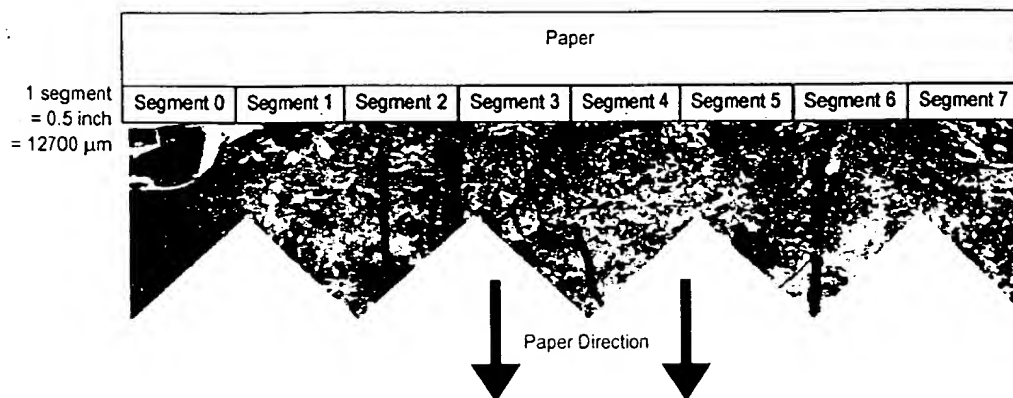 Paper
1 segment
= 0.5 inch
= 12700 µm
Segment 0 Segment 1 Segment 2 Segment 3 Segment 4 Segment 5 Segment 6 Segment 7
Paper Direction